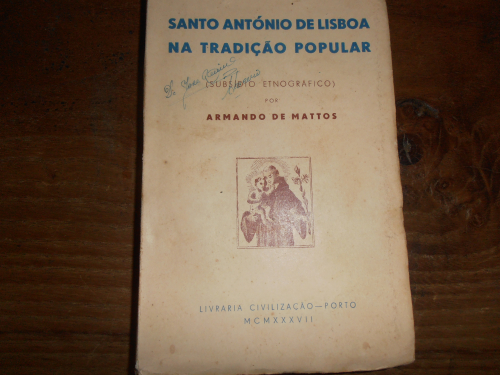 SANTO ANTÓNIO DE LISBOA
NA TRADIÇÃO POPULAR
(SUBSÍDIO ETNOGRÁFICO)
POR
ARMANDO DE MATTOS
LIVRARIA CIVILIZAÇÃO—PORTO
MCMXXXVII